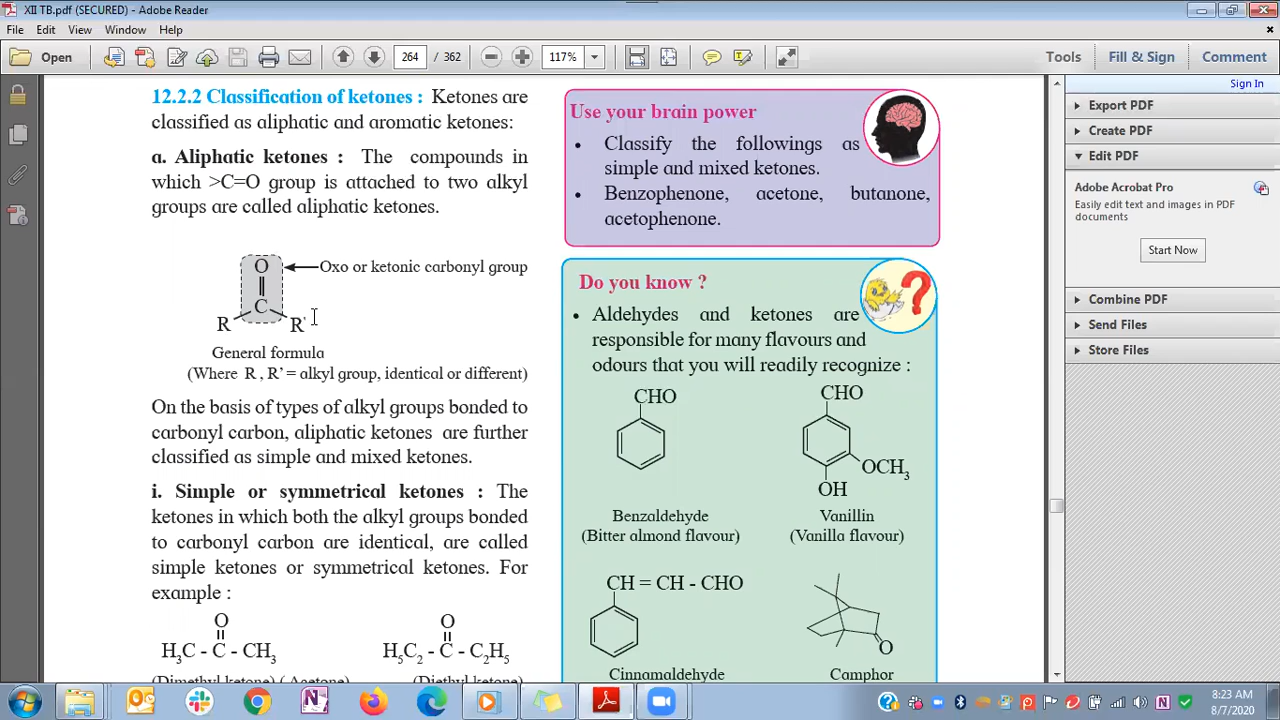 XII TB.pdf (SECURED) - Adobe Reader
File Edit View Window Help
Open 264 / 362 117% Tools Fill & Sign Comment
12.2.2 Classification of ketones : Ketones are
classified as aliphatic and aromatic ketones:
a. Aliphatic ketones : The compounds in
which >C=O group is attached to two alkyl
groups are called aliphatic ketones.
O
Oxo or ketonic carbonyl group
C
R R'
General formula
(Where R , R' = alkyl group, identical or different)
On the basis of types of alkyl groups bonded to
carbonyl carbon, aliphatic ketones are further
classified as simple and mixed ketones.
i. Simple or symmetrical ketones : The
ketones in which both the alkyl groups bonded
to carbonyl carbon are identical, are called
simple ketones or symmetrical ketones. For
example :
O O
H3C - C - CH3 H5C2 - C - C2H5
(Dimethyl ketone) ( Acetone) (Diethyl ketone)
Use your brain power
• Classify the followings as
simple and mixed ketones.
• Benzophenone, acetone, butanone,
acetophenone.
Do you know ?
• Aldehydes and ketones are
responsible for many flavours and
odours that you will readily recognize :
CHO CHO
OCH3
OH
Benzaldehyde Vanillin
(Bitter almond flavour) (Vanilla flavour)
CH = CH - CHO
O
Cinnamaldehyde Camphor
Sign In
Export PDF
Create PDF
Edit PDF
Adobe Acrobat Pro
Easily edit text and images in PDF
documents
Start Now
Combine PDF
Send Files
Store Files
8:23 AM
8/7/2020